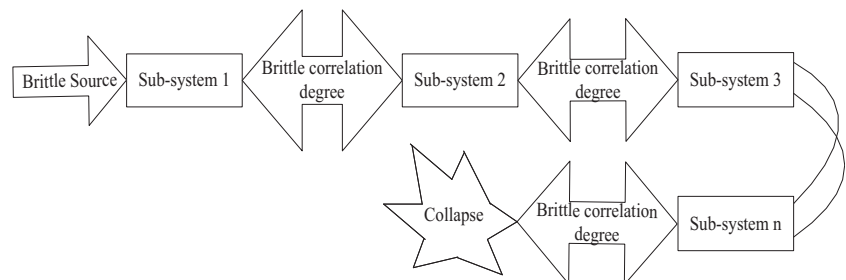 Brittle Source
Sub-system 1
Brittle correlation
degree
Sub-system 2
Brittle correlation
degree
Sub-system 3
Collapse
Brittle correlation
degree
Sub-system n